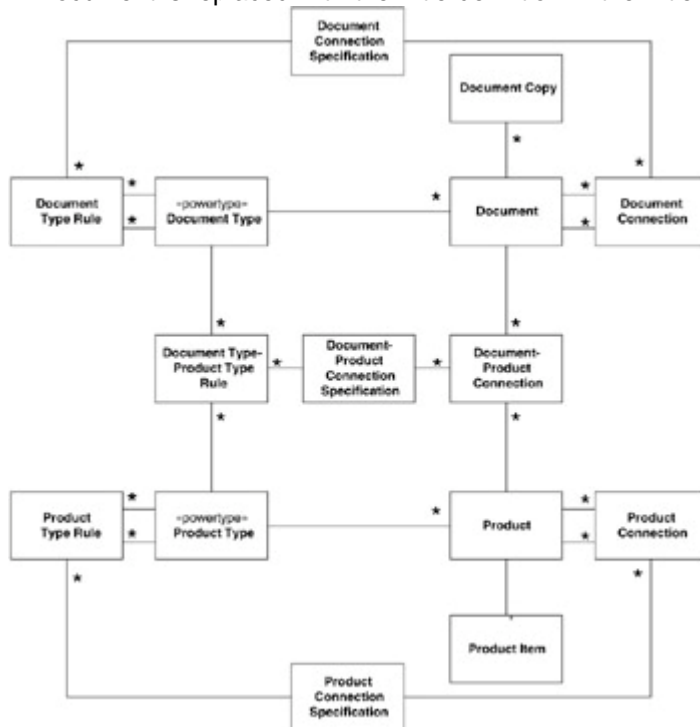 Document
Connection
Specification
Document Copy
*
*
*
Document
Type Rule
*
*
«powertype»
Document Type
*
Document
*
*
Document
Connection
*
*
Document Type-
Product Type
Rule
*
Document-
Product
Connection
Specification
*
Document-
Product
Connection
*
*
Product
Type Rule
*
*
«powertype»
Product Type
*
Product
*
*
Product
Connection
*
*
Product Item
Product
Connection
Specification